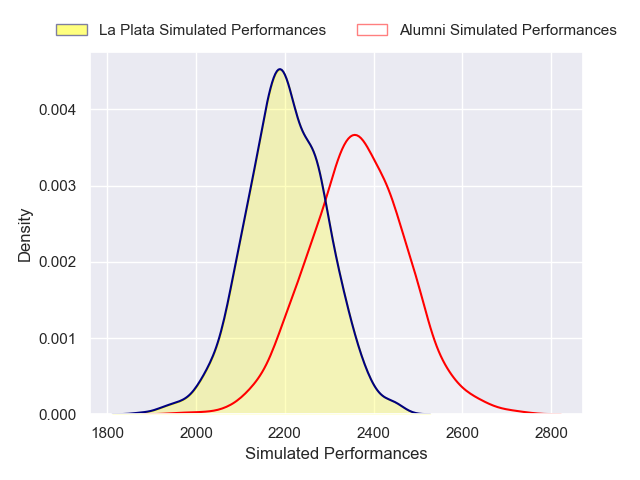 La Plata Simulated Performances
Alumni Simulated Performances
0.004
0.003
0.002
0.001
0.000
Density
1800 2000 2200 2400 2600 2800
Simulated Performances